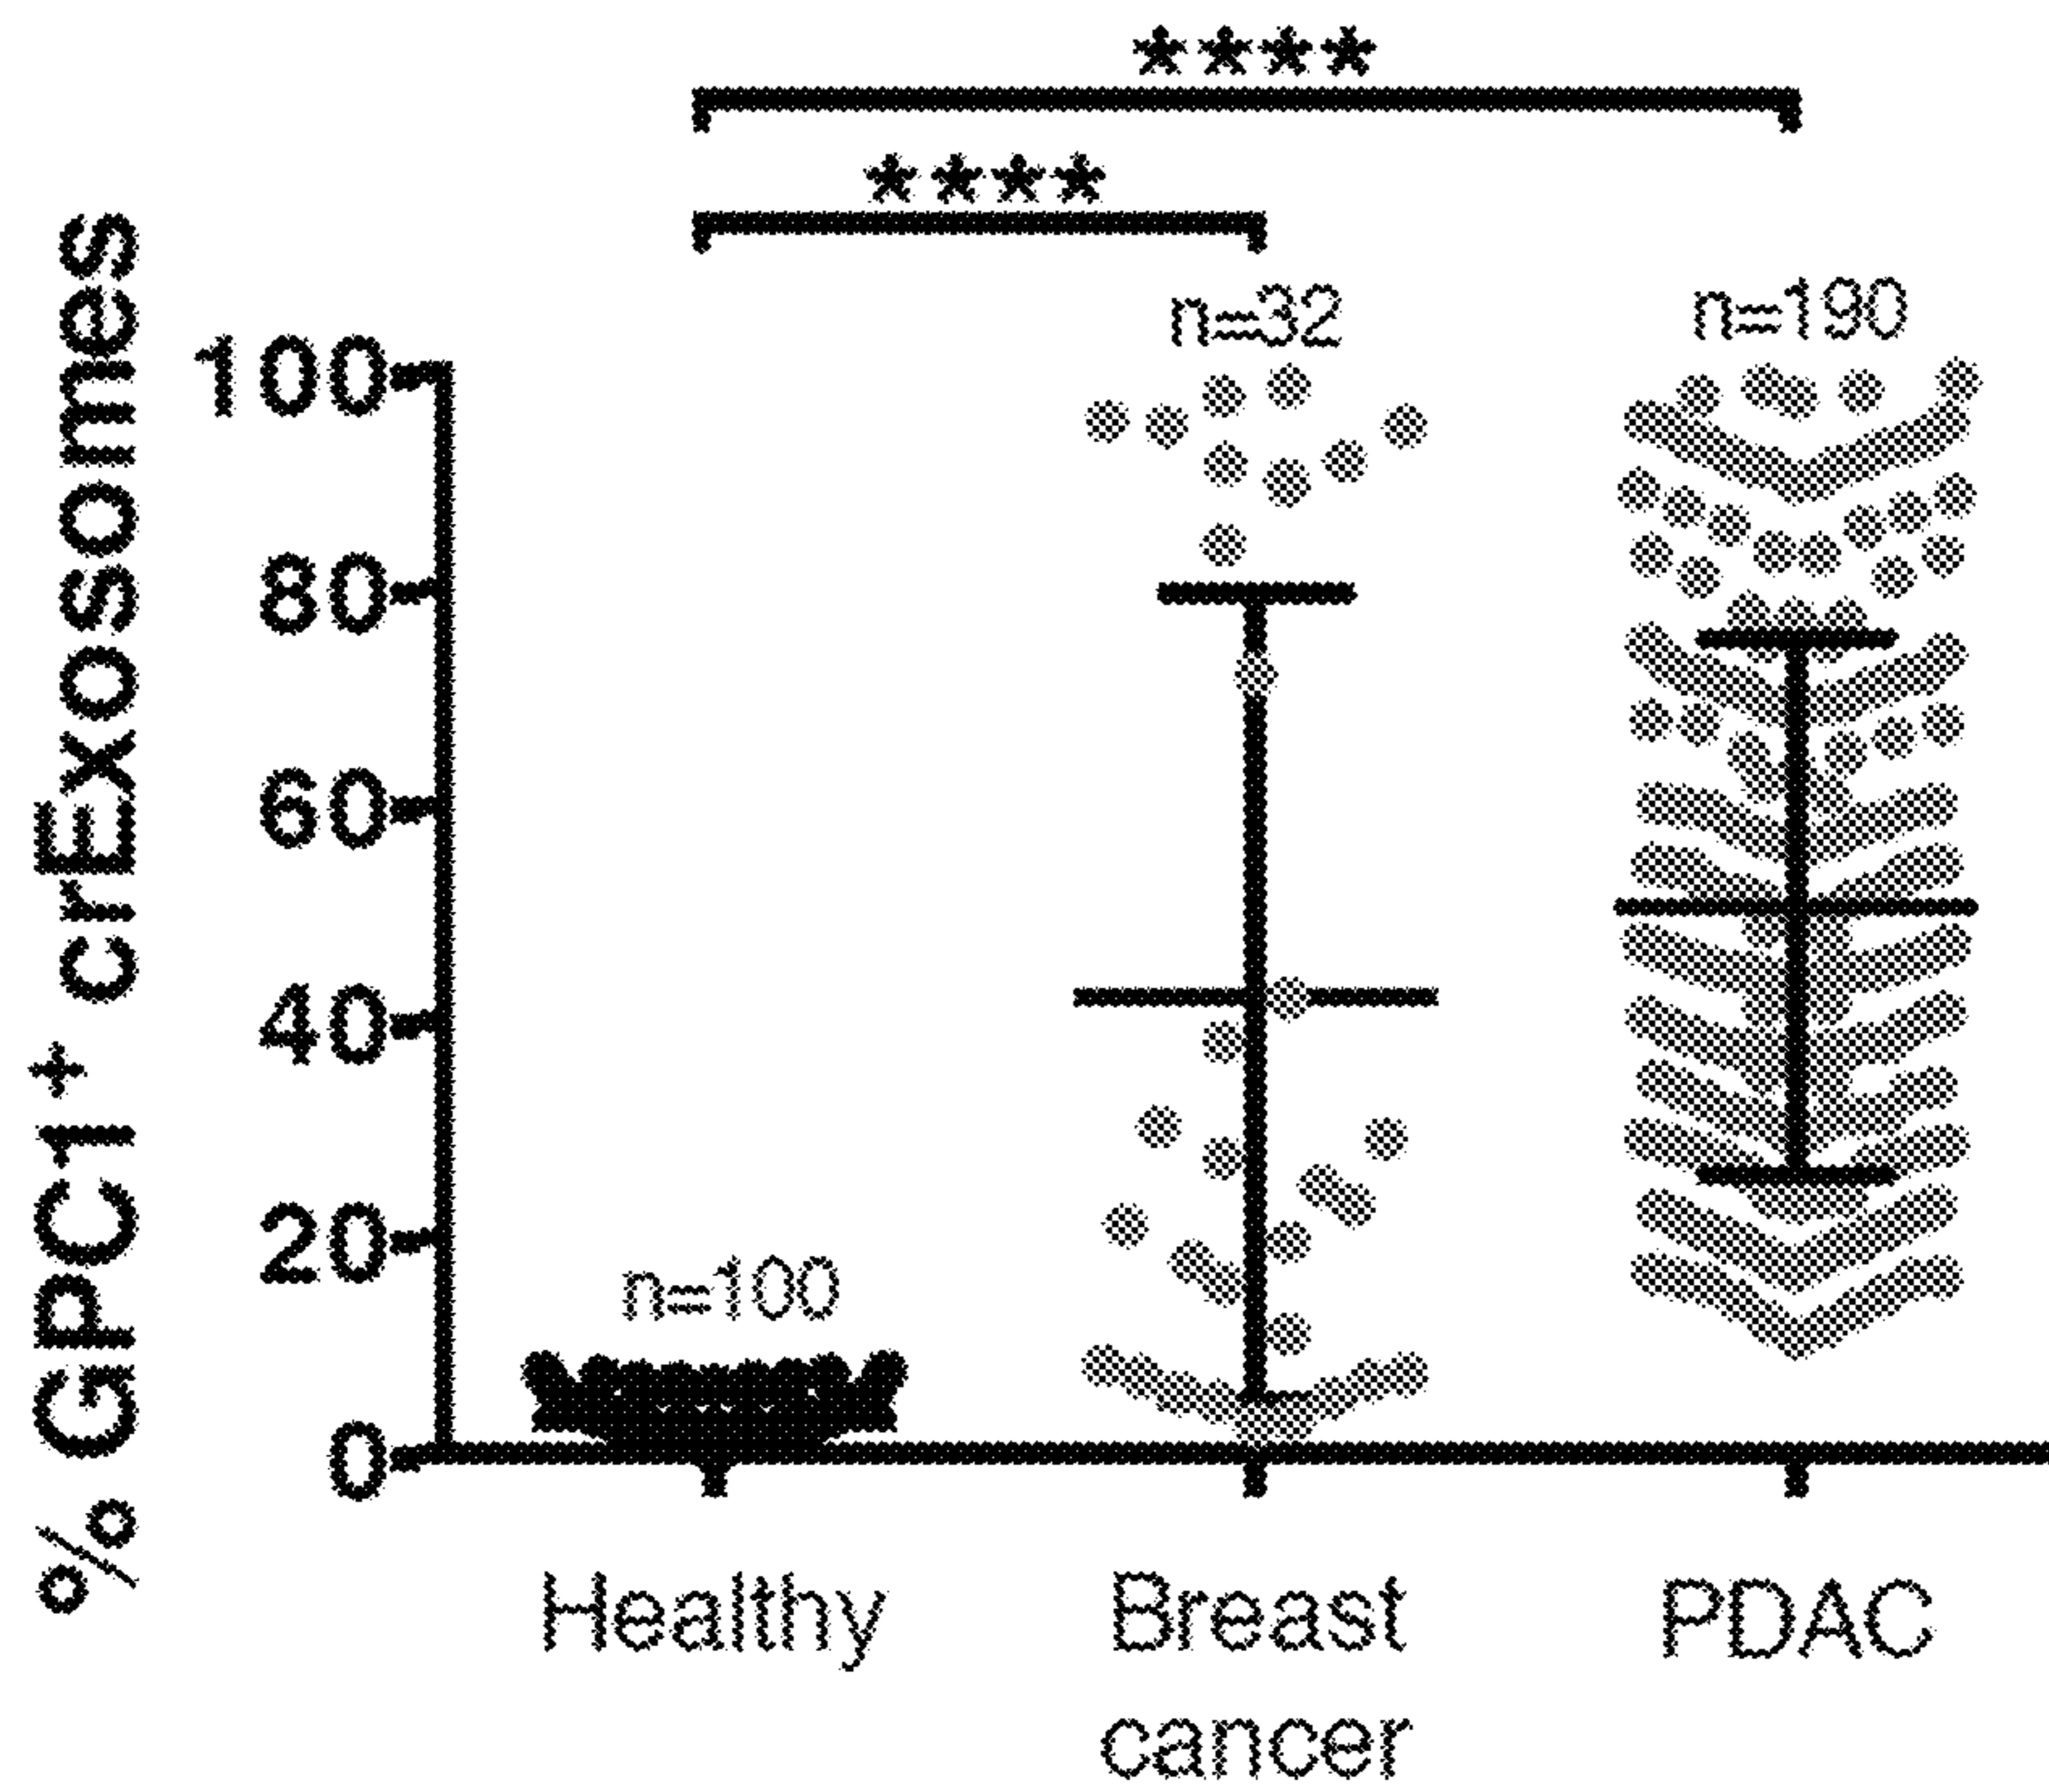 ****
****
n=32
n=190
% GPC1⁺ crExosomes
100
80
60
40
20
0
n=100
Healthy
Breast
cancer
PDAC